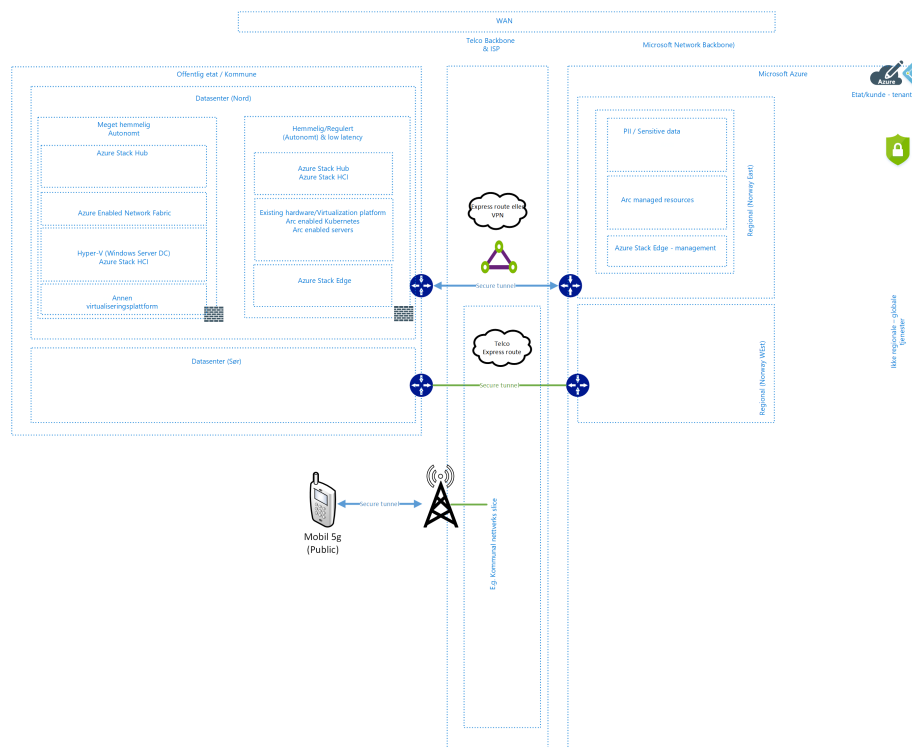 WAN
Telco Backbone
& ISP
Microsoft Network Backbone)
Offentlig etat / Kommune
Microsoft Azure
Azure
Etat/kunde - tenant
Datasenter (Nord)
Meget hemmelig
Autonomt
Azure Stack Hub
Azure Enabled Network Fabric
Hyper-V (Windows Server DC)
Azure Stack HCI
Annen
virtualiseringsplattform
Hemmelig/Regulert
(Autonomt) & low latency
Azure Stack Hub
Azure Stack HCI
Existing hardware/Virtualization platform
Arc enabled Kubernetes
Arc enabled servers
Azure Stack Edge
Express route eller
VPN
Secure tunnel
PII / Sensitive data
Arc managed resources
Azure Stack Edge - management
Regional (Norway East)
Datasenter (Sør)
Telco
Express route
Secure tunnel
Regional (Norway WEst)
Ikke regionale – globale
tjenester
Secure tunnel
Mobil 5g
(Public)
E.g. Kommunal nettverks slice